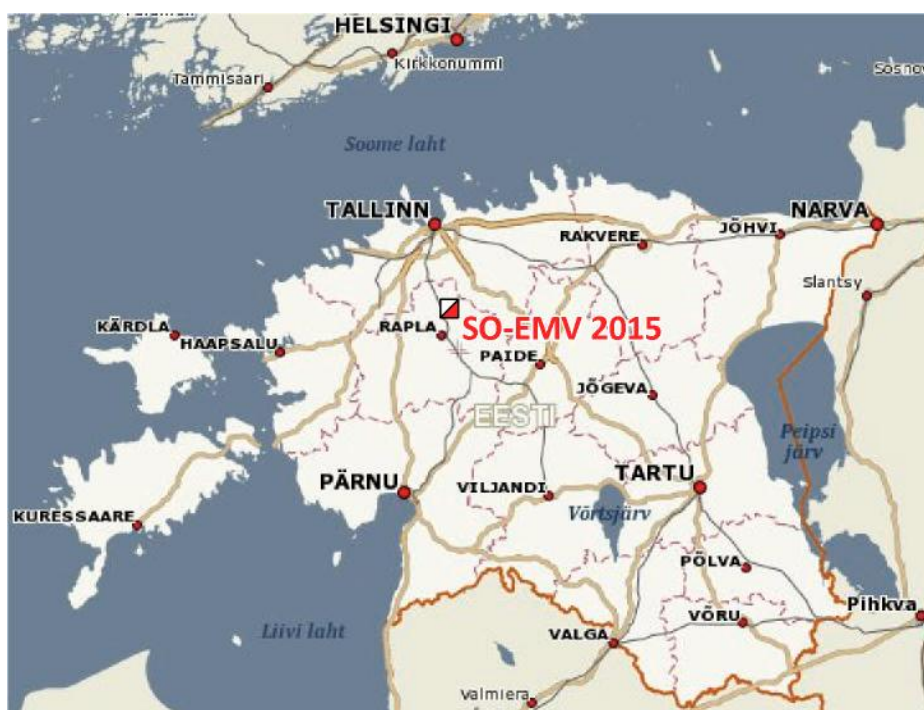 HELSINGI
Kirkkonummi
Tammisaari
Sosnov
Soome laht
TALLINN
NARVA
RAKVERE
JÕHVI
Slantsy
KÄRDLA
HAAPSALU
RAPLA
SO-EMV 2015
PAIDE
JÕGEVA
EESTI
Peipsi
järv
PÄRNU
VILJANDI
TARTU
KURESSAARE
Võrtsjärv
PÕLVA
Pihkva
VÕRU
Liivi laht
VALGA
Valmiera